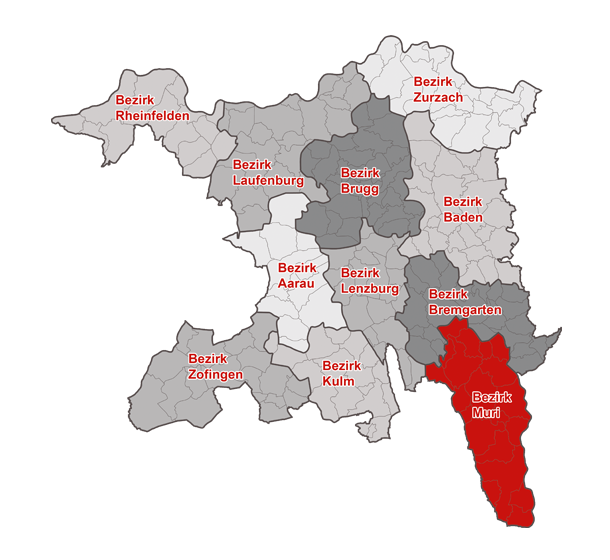 Bezirk
Zurzach
Bezirk
Rheinfelden
Bezirk
Laufenburg
Bezirk
Brugg
Bezirk
Baden
Bezirk
Aarau
Bezirk
Lenzburg
Bezirk
Bremgarten
Bezirk
Zofingen
Bezirk
Kulm
Bezirk
Muri